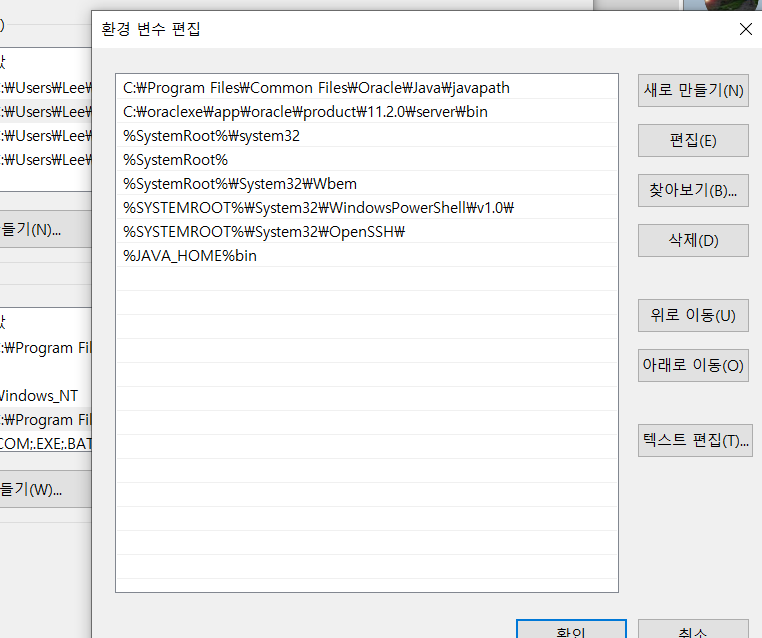 환경 변수 편집
C:₩Users₩Lee₩
C:₩Users₩Lee₩
C:₩Users₩Lee₩
C:₩Users₩Lee₩
들기(N)...
C:₩Program Fil
Windows_NT
C:₩Program Fil
COM;.EXE;.BAT
들기(W)...
C:₩Program Files₩Common Files₩Oracle₩Java₩javapath
C:₩oraclexe₩app₩oracle₩product₩11.2.0₩server₩bin
%SystemRoot%₩system32
%SystemRoot%
%SystemRoot%₩System32₩Wbem
%SYSTEMROOT%₩System32₩WindowsPowerShell₩v1.0₩
%SYSTEMROOT%₩System32₩OpenSSH₩
%JAVA_HOME%bin
새로 만들기(N)
편집(E)
찾아보기(B)...
삭제(D)
위로 이동(U)
아래로 이동(O)
텍스트 편집(T)...
확인
취소